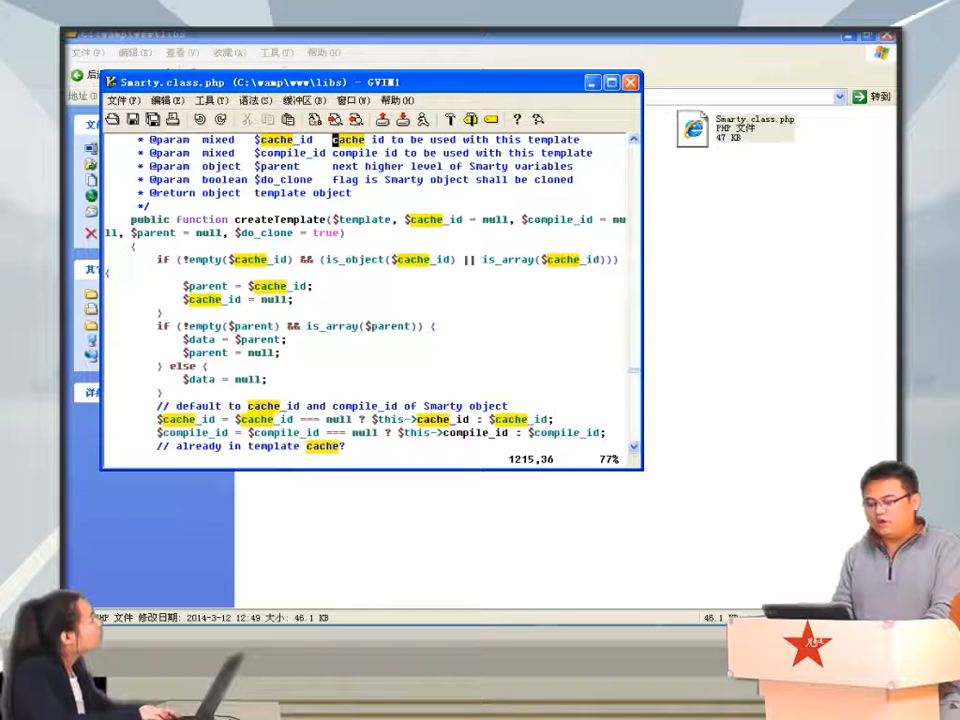 文件(F) 编辑(E) 查看(V) 收藏(A) 工具(T) 帮助(H)
Smarty.class.php (C:\wamp\www\libs) - GVIM1
文件(F) 编辑(E) 工具(T) 语法(S) 缓冲区(B) 窗口(W) 帮助(H)
转到
Smarty.class.php
PHP 文件
47 KB
* @param  mixed  $cache_id  cache id to be used with this template
* @param  mixed  $compile_id compile id to be used with this template
* @param  object  $parent  next higher level of Smarty variables
* @param  boolean $do_clone  flag is Smarty object shall be cloned
* @return object  template object
*/
public function createTemplate($template, $cache_id = null, $compile_id = nu
ll, $parent = null, $do_clone = true)
{
if (!empty($cache_id) && (is_object($cache_id) || is_array($cache_id)))
{
$parent = $cache_id;
$cache_id = null;
}
if (!empty($parent) && is_array($parent)) {
$data = $parent;
$parent = null;
} else {
$data = null;
}
// default to cache_id and compile_id of Smarty object
$cache_id = $cache_id === null ? $this->cache_id : $cache_id;
$compile_id = $compile_id === null ? $this->compile_id : $compile_id;
// already in template cache?
1215,36 77%
HP 文件 修改日期: 2014-3-12 12:49 大小: 46.1 KB
46.1